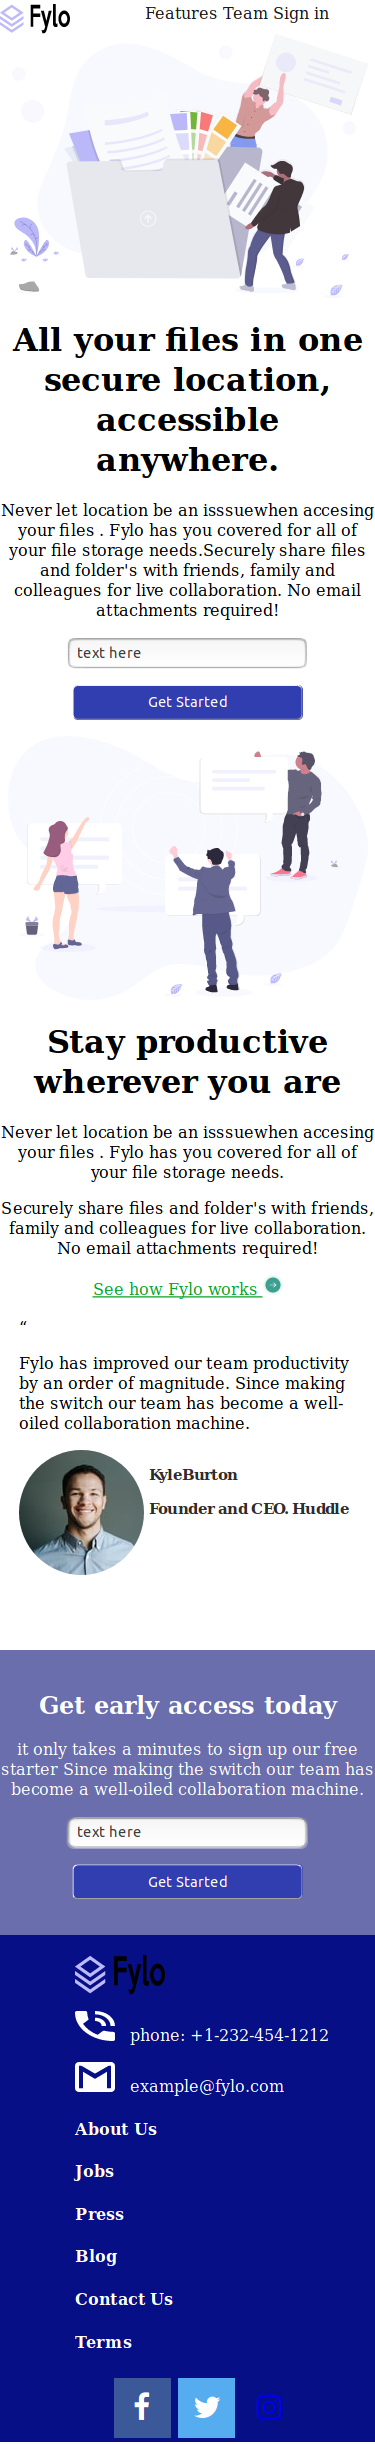 Fylo
Features Team Sign in
All your files in one
secure location,
accessible
anywhere.
Never let location be an isssuewhen accesing
your files . Fylo has you covered for all of
your file storage needs.Securely share files
and folder's with friends, family and
colleagues for live collaboration. No email
attachments required!
text here
Get Started
Stay productive
wherever you are
Never let location be an isssuewhen accesing
your files . Fylo has you covered for all of
your file storage needs.
Securely share files and folder's with friends,
family and colleagues for live collaboration.
No email attachments required!
See how Fylo works
“
Fylo has improved our team productivity
by an order of magnitude. Since making
the switch our team has become a well-
oiled collaboration machine.
KyleBurton
Founder and CEO. Huddle
Get early access today
it only takes a minutes to sign up our free
starter Since making the switch our team has
become a well-oiled collaboration machine.
text here
Get Started
Fylo
phone: +1-232-454-1212
example@fylo.com
About Us
Jobs
Press
Blog
Contact Us
Terms